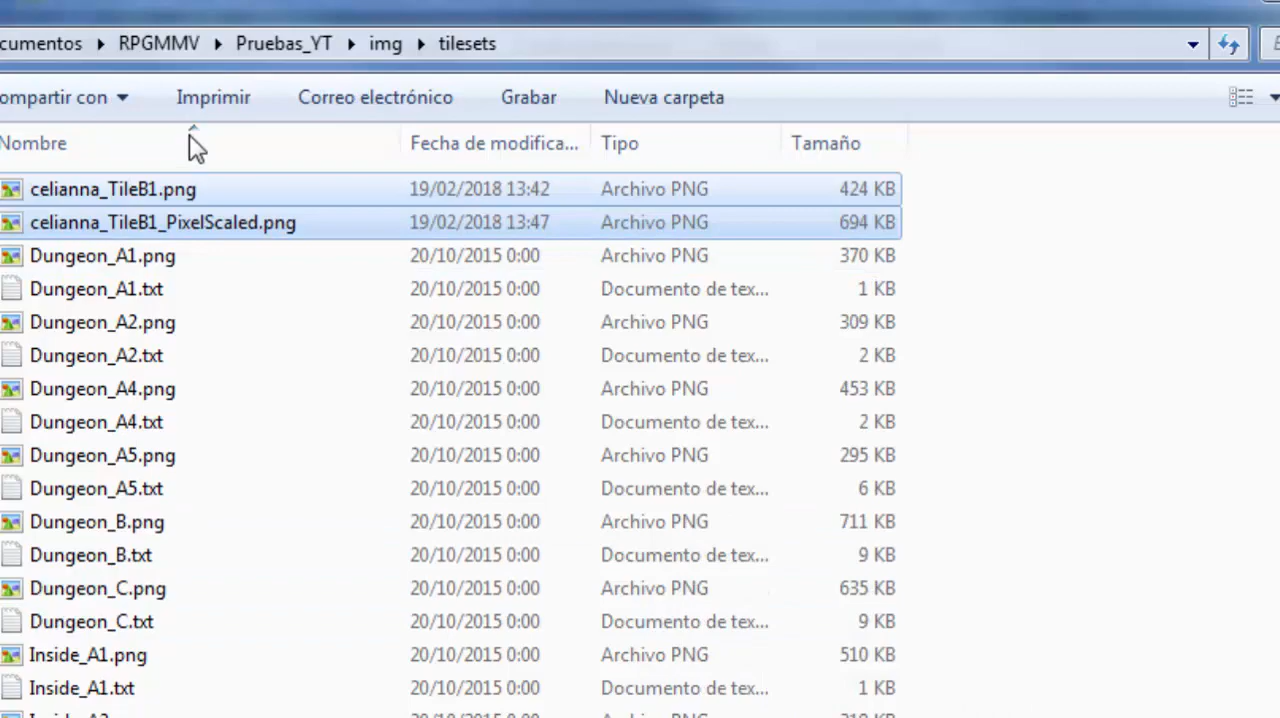 cumentos RPGMMV Pruebas_YT img tilesets
ompartir con Imprimir Correo electrónico Grabar Nueva carpeta
Nombre Fecha de modifica... Tipo Tamaño
celianna_TileB1.png 19/02/2018 13:42 Archivo PNG 424 KB
celianna_TileB1_PixelScaled.png 19/02/2018 13:47 Archivo PNG 694 KB
Dungeon_A1.png 20/10/2015 0:00 Archivo PNG 370 KB
Dungeon_A1.txt 20/10/2015 0:00 Documento de tex... 1 KB
Dungeon_A2.png 20/10/2015 0:00 Archivo PNG 309 KB
Dungeon_A2.txt 20/10/2015 0:00 Documento de tex... 2 KB
Dungeon_A4.png 20/10/2015 0:00 Archivo PNG 453 KB
Dungeon_A4.txt 20/10/2015 0:00 Documento de tex... 2 KB
Dungeon_A5.png 20/10/2015 0:00 Archivo PNG 295 KB
Dungeon_A5.txt 20/10/2015 0:00 Documento de tex... 6 KB
Dungeon_B.png 20/10/2015 0:00 Archivo PNG 711 KB
Dungeon_B.txt 20/10/2015 0:00 Documento de tex... 9 KB
Dungeon_C.png 20/10/2015 0:00 Archivo PNG 635 KB
Dungeon_C.txt 20/10/2015 0:00 Documento de tex... 9 KB
Inside_A1.png 20/10/2015 0:00 Archivo PNG 510 KB
Inside_A1.txt 20/10/2015 0:00 Documento de tex... 1 KB